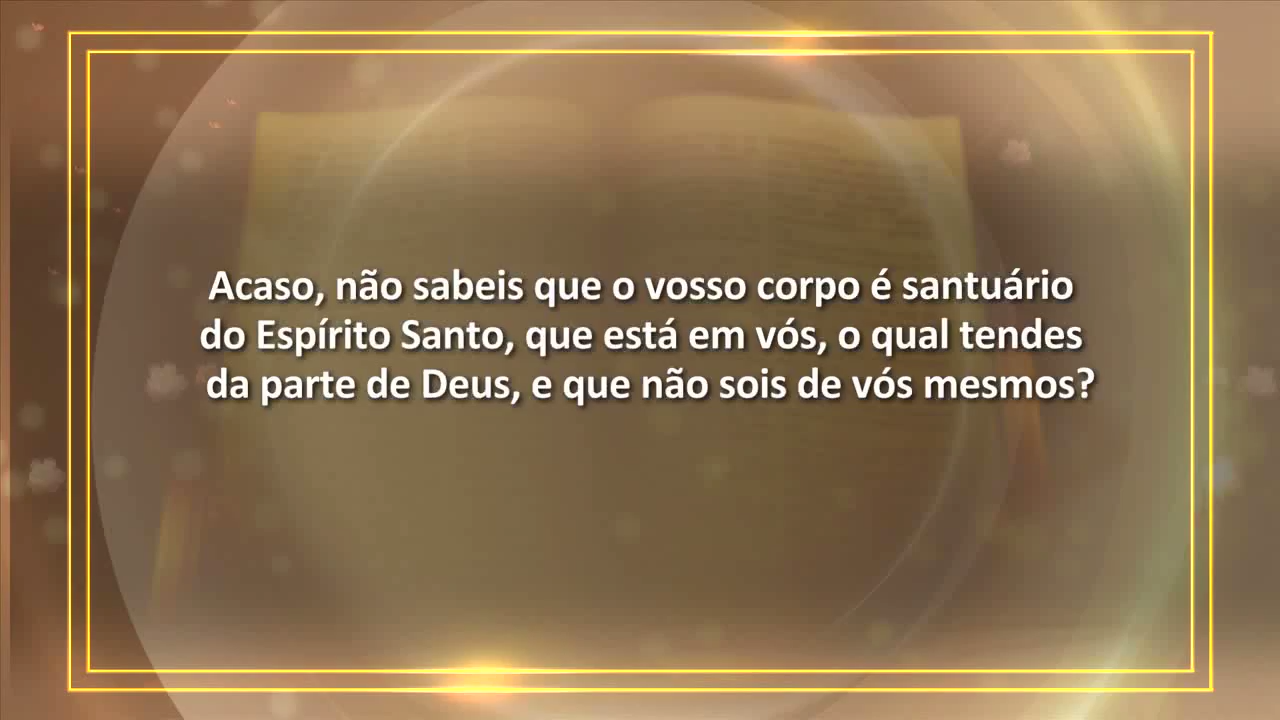 Acaso, não sabeis que o vosso corpo é santuário
do Espírito Santo, que está em vós, o qual tendes
da parte de Deus, e que não sois de vós mesmos?